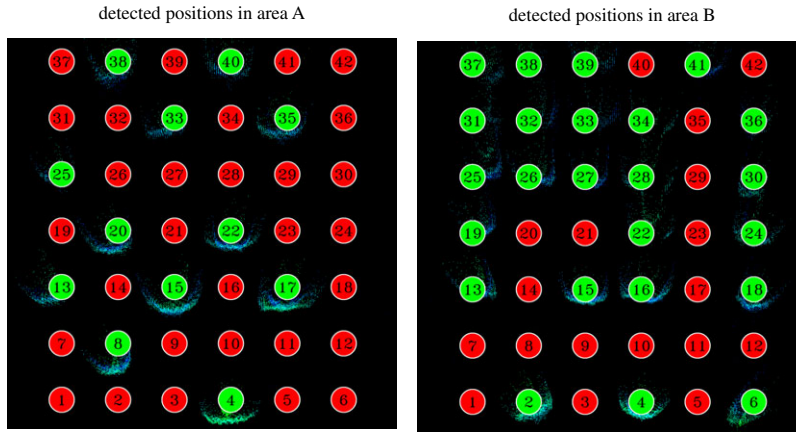 detected positions in area A
detected positions in area B
37 38 39 40 41 42
31 32 33 34 35 36
25 26 27 28 29 30
19 20 21 22 23 24
13 14 15 16 17 18
7 8 9 10 11 12
1 2 3 4 5 6
37 38 39 40 41 42
31 32 33 34 35 36
25 26 27 28 29 30
19 20 21 22 23 24
13 14 15 16 17 18
7 8 9 10 11 12
1 2 3 4 5 6